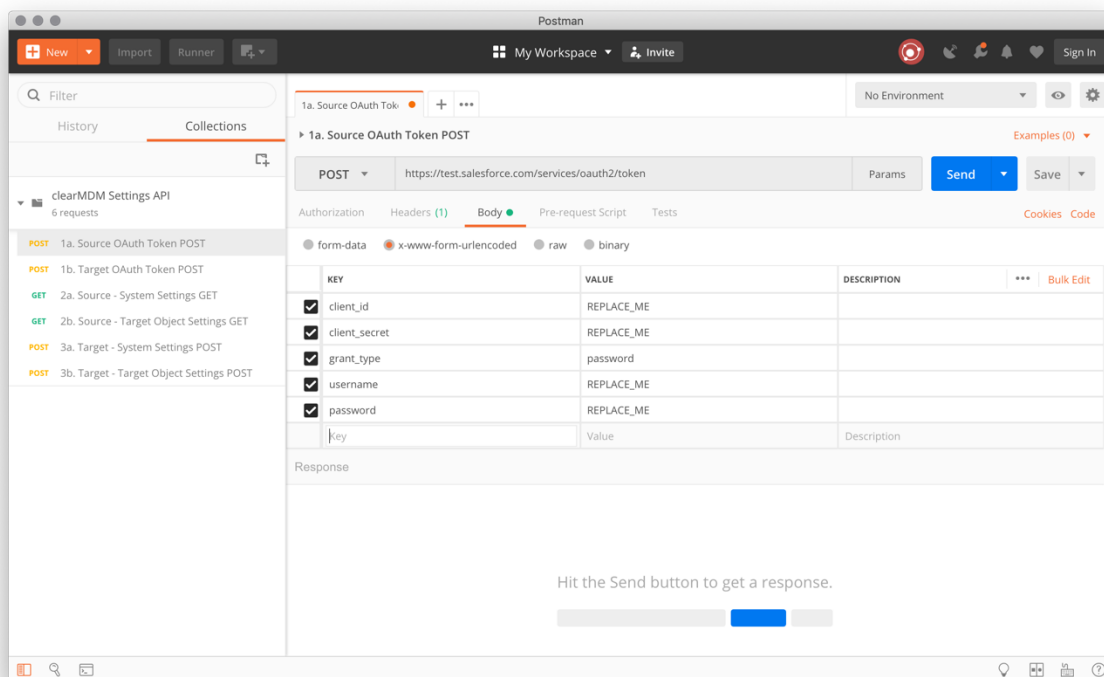 Postman
New
Import
Runner
My Workspace
Invite
Sign In
Filter
History
Collections
clearMDM Settings API
6 requests
POST 1a. Source OAuth Token POST
POST 1b. Target OAuth Token POST
GET 2a. Source - System Settings GET
GET 2b. Source - Target Object Settings GET
POST 3a. Target - System Settings POST
POST 3b. Target - Target Object Settings POST
1a. Source OAuth Tok
No Environment
1a. Source OAuth Token POST
Examples (0)
POST https://test.salesforce.com/services/oauth2/token Params Send Save
Authorization Headers (1) Body Pre-request Script Tests Cookies Code
form-data x-www-form-urlencoded raw binary
KEY VALUE DESCRIPTION Bulk Edit
client_id REPLACE_ME
client_secret REPLACE_ME
grant_type password
username REPLACE_ME
password REPLACE_ME
Key Value Description
Response
Hit the Send button to get a response.